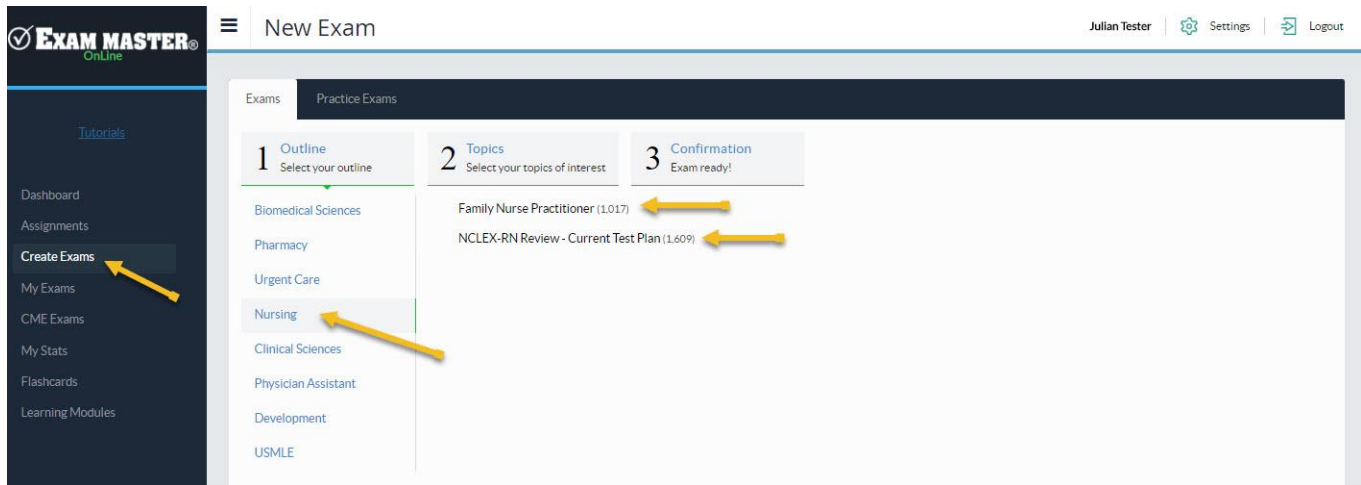 EXAM MASTER®
OnLine
New Exam
Julian Tester
Settings
Logout
Tutorials
Dashboard
Assignments
Create Exams
My Exams
CME Exams
My Stats
Flashcards
Learning Modules
Exams
Practice Exams
1 Outline
Select your outline
2 Topics
Select your topics of interest
3 Confirmation
Exam ready!
Biomedical Sciences
Pharmacy
Urgent Care
Nursing
Clinical Sciences
Physician Assistant
Development
USMLE
Family Nurse Practitioner (1,017)
NCLEX-RN Review - Current Test Plan (1,609)